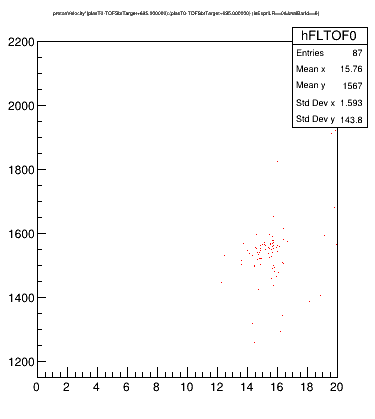 hFLTOF0
Entries 87
Mean x 15.76
Mean y 1567
Std Dev x 1.593
Std Dev y 143.8
2200
2000
1800
1600
1400
1200
0 2 4 6 8 10 12 14 16 18 20